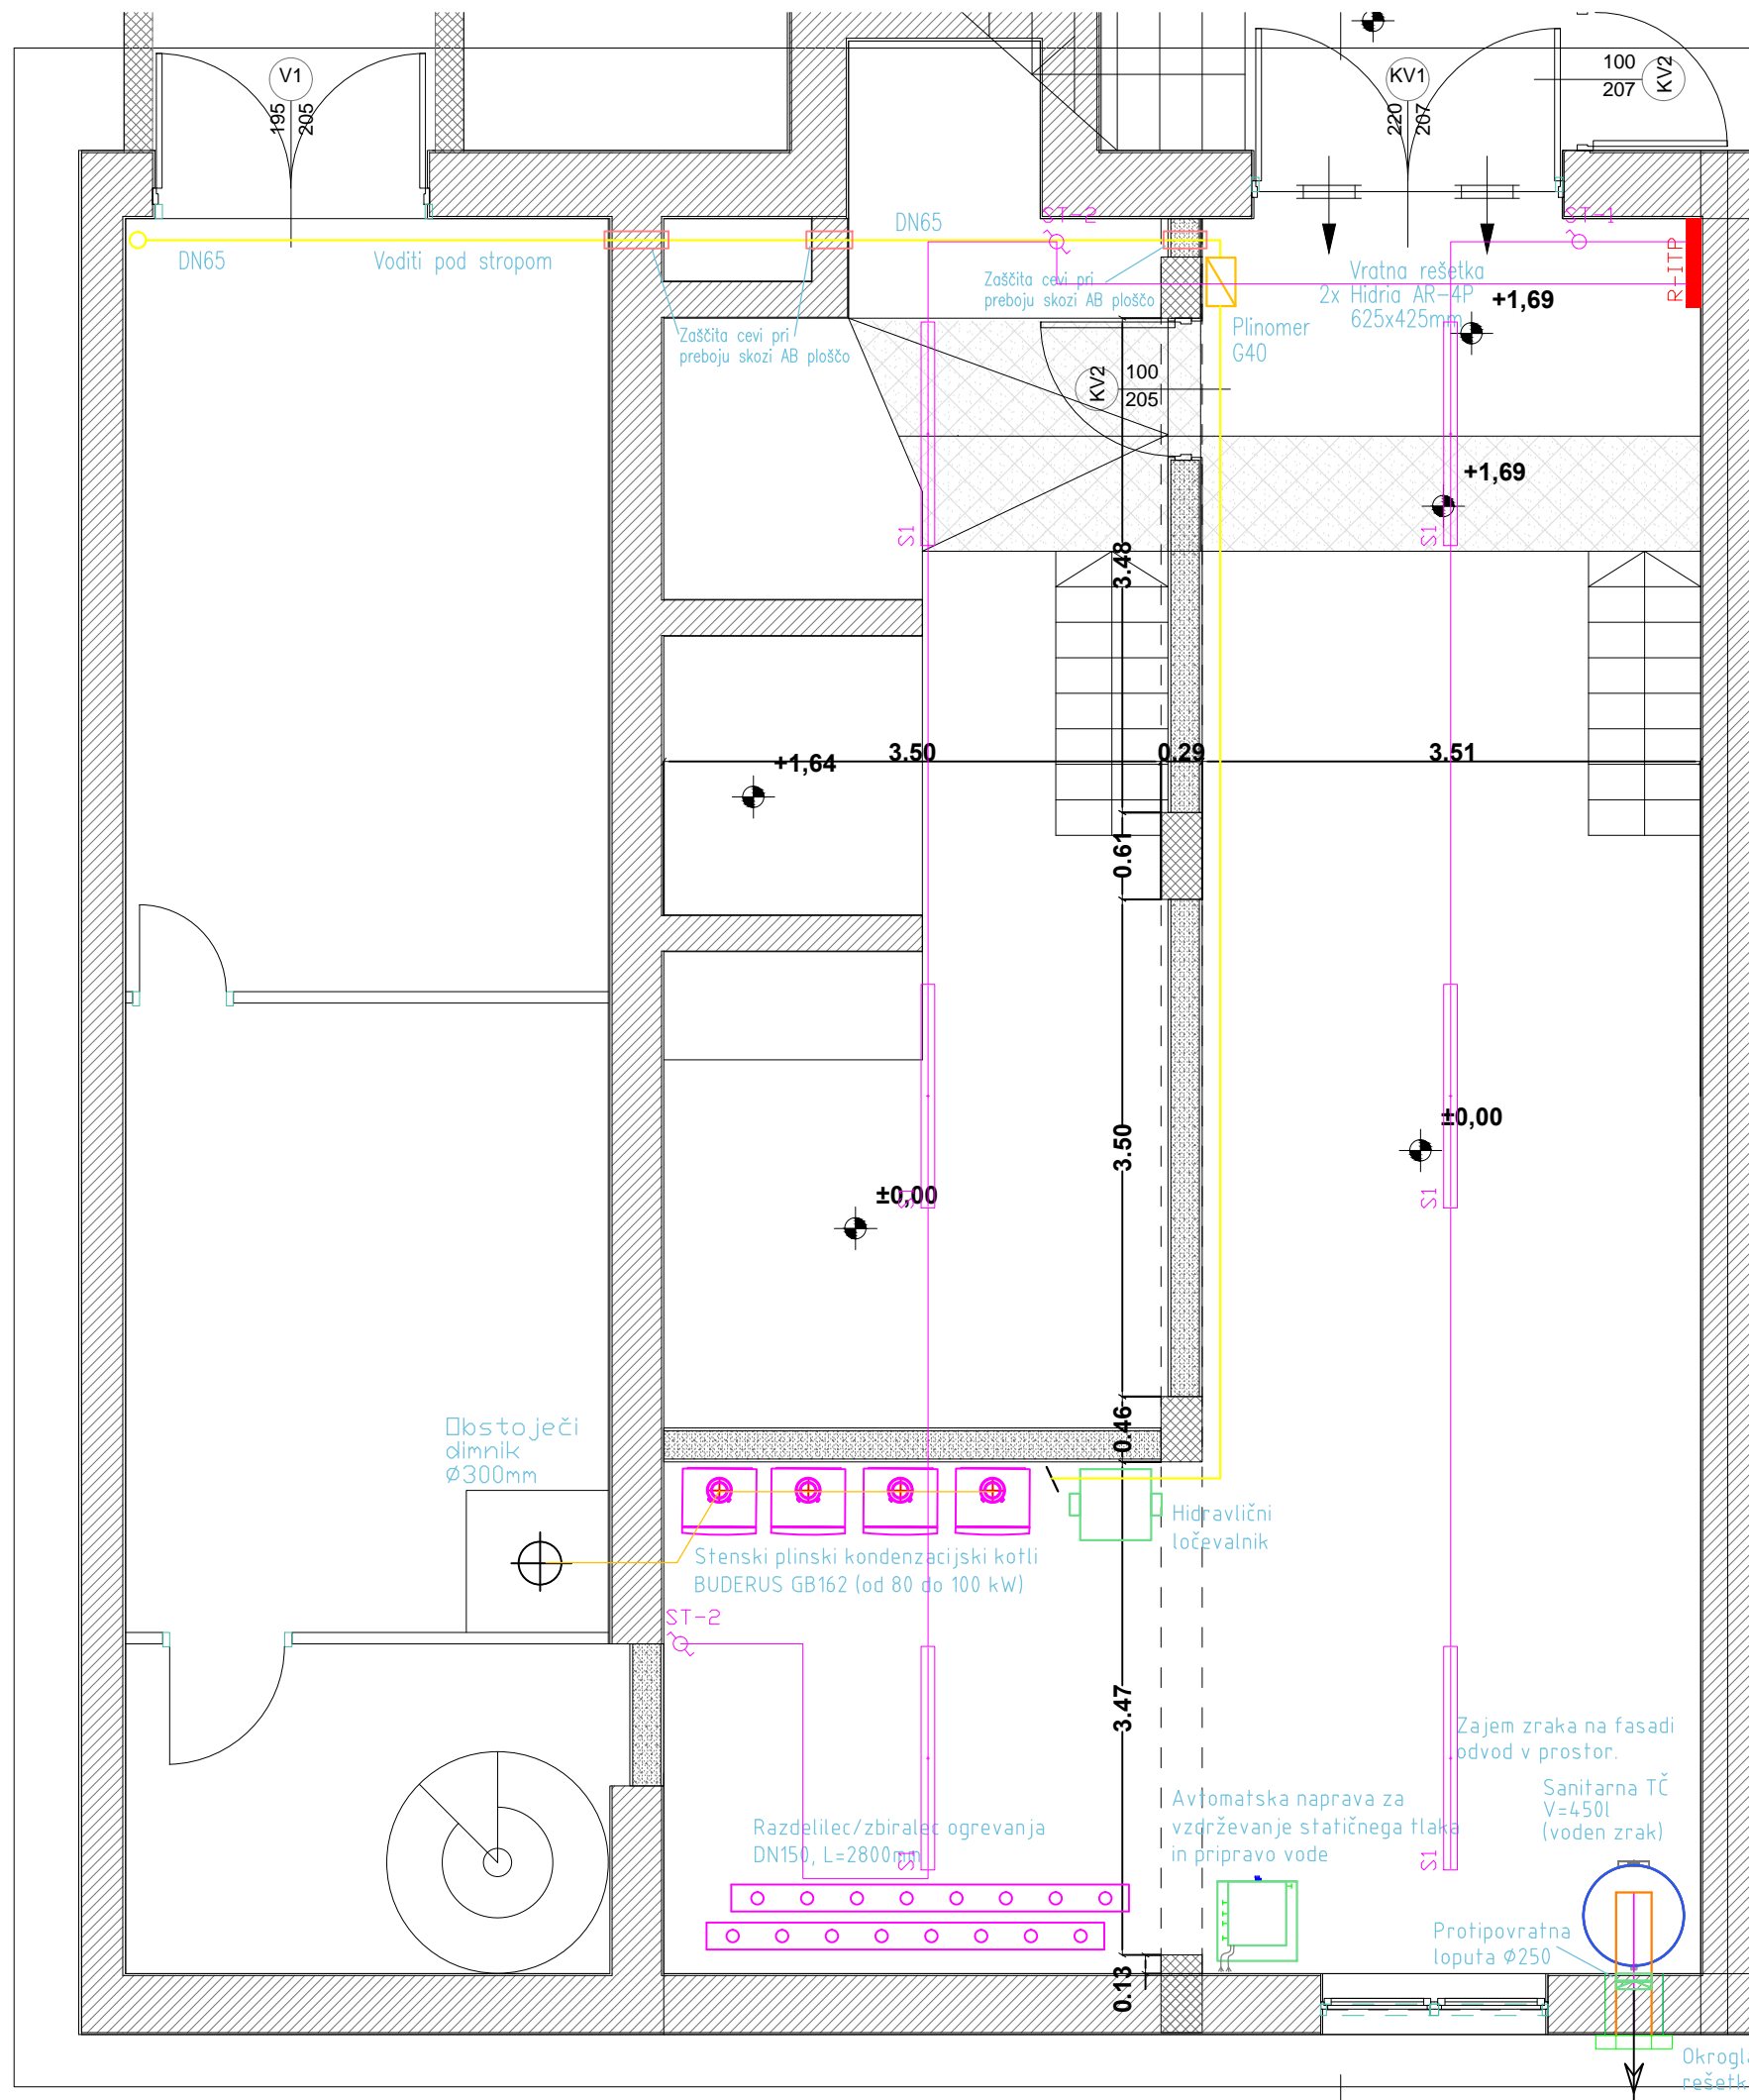 V1
195
205
KV1
220
207
100
207
KV2
DN65
Voditi pod stropom
DN65
ST-2
ST-1
R-ITP
Zaščita cevi pri
preboju skozi AB ploščo
Zaščita cevi pri
preboju skozi AB ploščo
Vratna rešetka
2x Hidria AR-4P
625x425mm
+1,69
Plinomer
G40
KV2
100
205
+1,69
S1
S1
3.48
3.50
0.29
3.51
+1,64
0.61
±0,00
3.50
±0,00
S1
S1
0.46
Obstoječi
dimnik
Ø300mm
Hidravlični
ločevalnik
Stenski plinski kondenzacijski kotli
BUDERUS GB162 (od 80 do 100 kW)
ST-2
3.47
Zajem zraka na fasadi
odvod v prostor.
Sanitarna TČ
V=450l
(voden zrak)
Avtomatska naprava za
vzdrževanje statičnega tlaka
in pripravo vode
Razdelilec/zbiralec ogrevanja
DN150, L=2800mm
S1
S1
Protipovratna
loputa Ø250
0.13